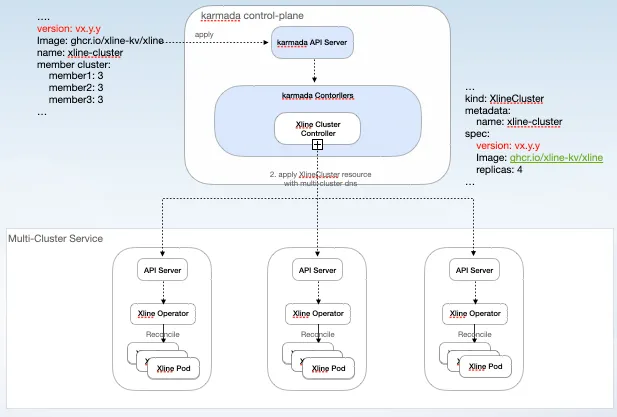 karmada control-plane
....
version: vx.y.y
Image: ghcr.io/xline-kv/xline
name: xline-cluster
member cluster:
member1: 3
member2: 3
member3: 3
...
apply
karmada API Server
karmada Contorllers
Xline Cluster
Controller
2. apply XlineCluster resource
with multicluster dns
...
kind: XlineCluster
metadata:
name: xline-cluster
spec:
version: vx.y.y
Image: ghcr.io/xline-kv/xline
replicas: 4
...
Multi-Cluster Service
API Server
Xline Operator
Reconcile
Xline Pod
API Server
Xline Operator
Reconcile
Xline Pod
API Server
Xline Operator
Reconcile
Xline Pod